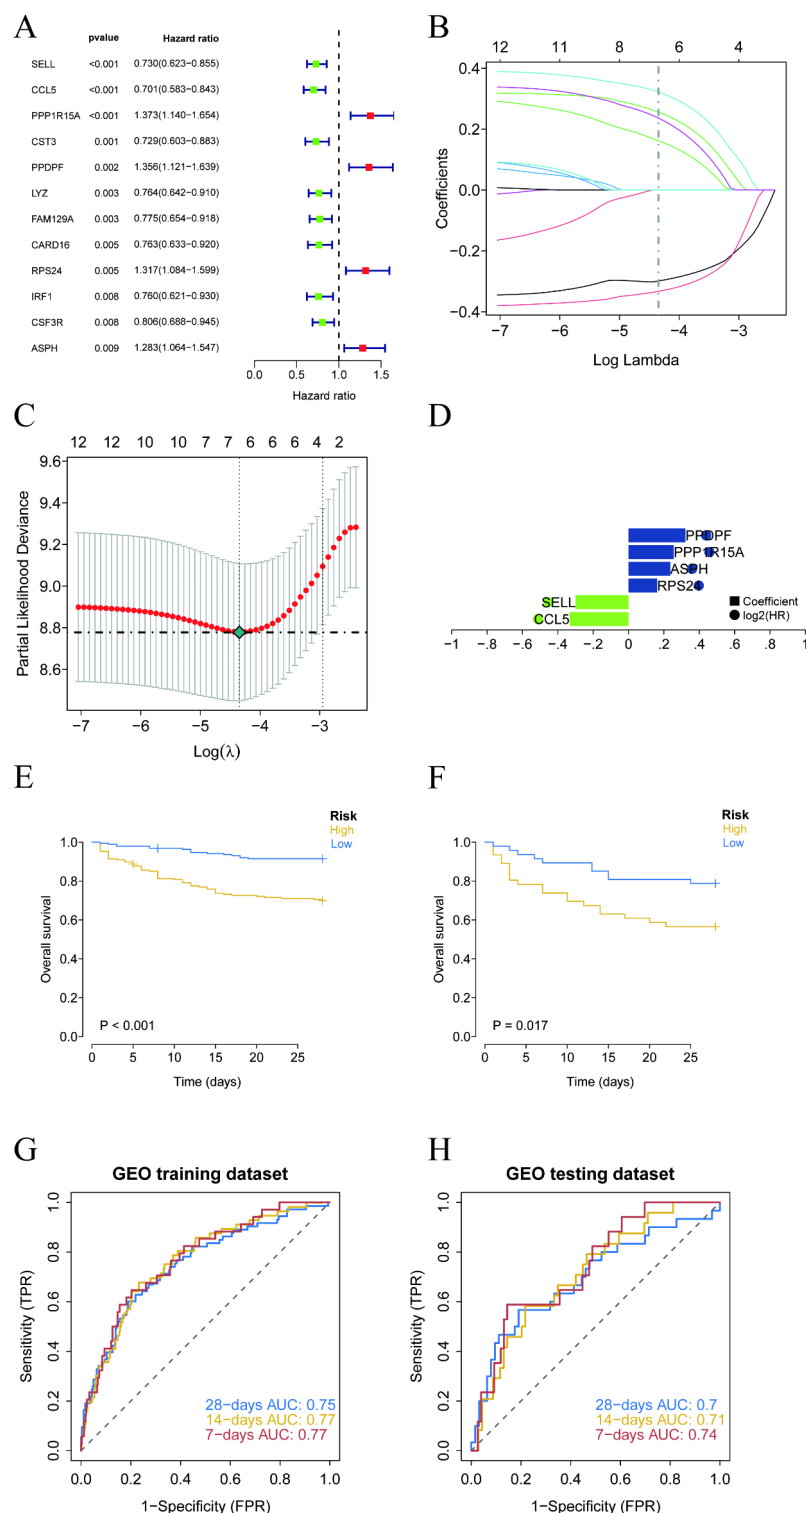 A
pvalue Hazard ratio
SELL <0.001 0.730(0.623−0.855)
CCL5 <0.001 0.701(0.583−0.843)
PPP1R15A <0.001 1.373(1.140−1.654)
CST3 0.001 0.729(0.603−0.883)
PPDPF 0.002 1.356(1.121−1.639)
LYZ 0.003 0.764(0.642−0.910)
FAM129A 0.003 0.775(0.654−0.918)
CARD16 0.005 0.763(0.633−0.920)
RPS24 0.005 1.317(1.084−1.599)
IRF1 0.008 0.760(0.621−0.930)
CSF3R 0.008 0.806(0.688−0.945)
ASPH 0.009 1.283(1.064−1.547)
0.0 0.5 1.0 1.5
Hazard ratio
B
12 11 8 6 4
0.4
0.2
0.0
−0.2
−0.4
Coefficients
−7 −6 −5 −4 −3
Log Lambda
C
12 12 10 10 7 7 6 6 6 4 2
9.6
9.4
9.2
9.0
8.8
8.6
Partial Likelihood Deviance
−7 −6 −5 −4 −3
Log(λ)
D
PPDPF
PPP1R15A
ASPH
RPS24
SELL
CCL5
Coefficient
log2(HR)
−1 −.8 −.6 −.4 −.2 0 .2 .4 .6 .8 1
E
Risk
High
Low
1.0
0.8
0.6
0.4
0.2
0.0
Overall survival
P < 0.001
0 5 10 15 20 25
Time (days)
F
Risk
High
Low
1.0
0.8
0.6
0.4
0.2
0.0
Overall survival
P = 0.017
0 5 10 15 20 25
Time (days)
G
GEO training dataset
1.0
0.8
0.6
0.4
0.2
0.0
Sensitivity (TPR)
28−days AUC: 0.75
14−days AUC: 0.77
7−days AUC: 0.77
0.0 0.2 0.4 0.6 0.8 1.0
1−Specificity (FPR)
H
GEO testing dataset
1.0
0.8
0.6
0.4
0.2
0.0
Sensitivity (TPR)
28−days AUC: 0.7
14−days AUC: 0.71
7−days AUC: 0.74
0.0 0.2 0.4 0.6 0.8 1.0
1−Specificity (FPR)